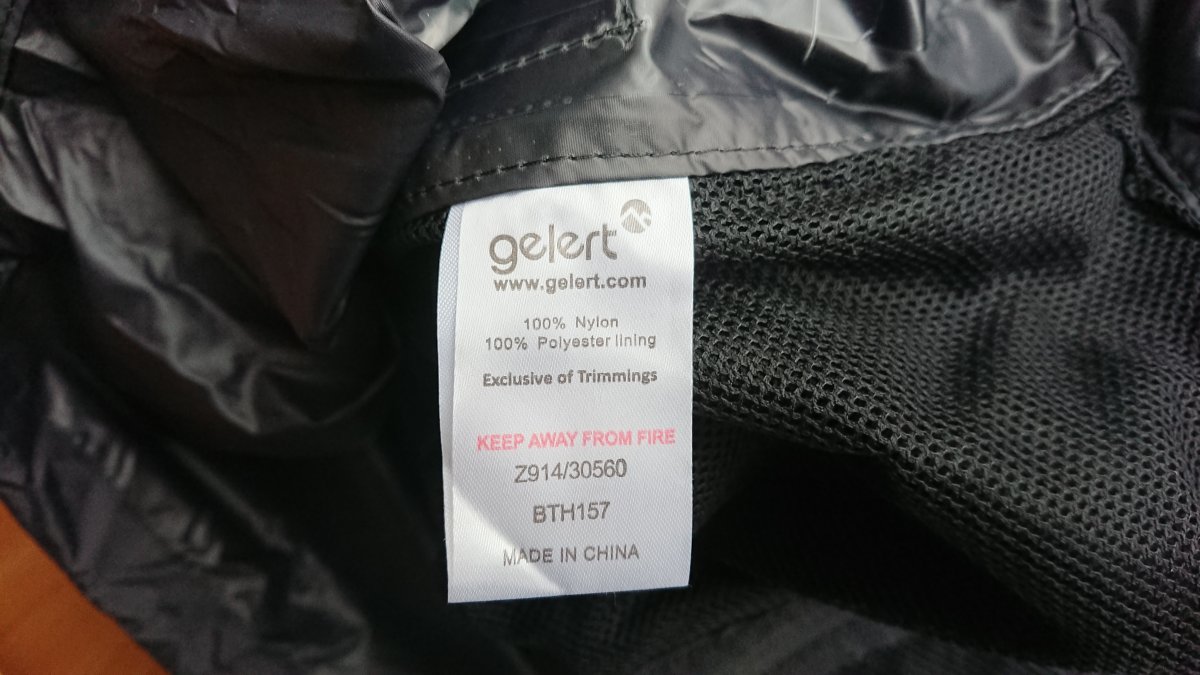 gelert
www.gelert.com
100% Nylon
100% Polyester lining
Exclusive of Trimmings
KEEP AWAY FROM FIRE
Z914/30560
BTH157
MADE IN CHINA